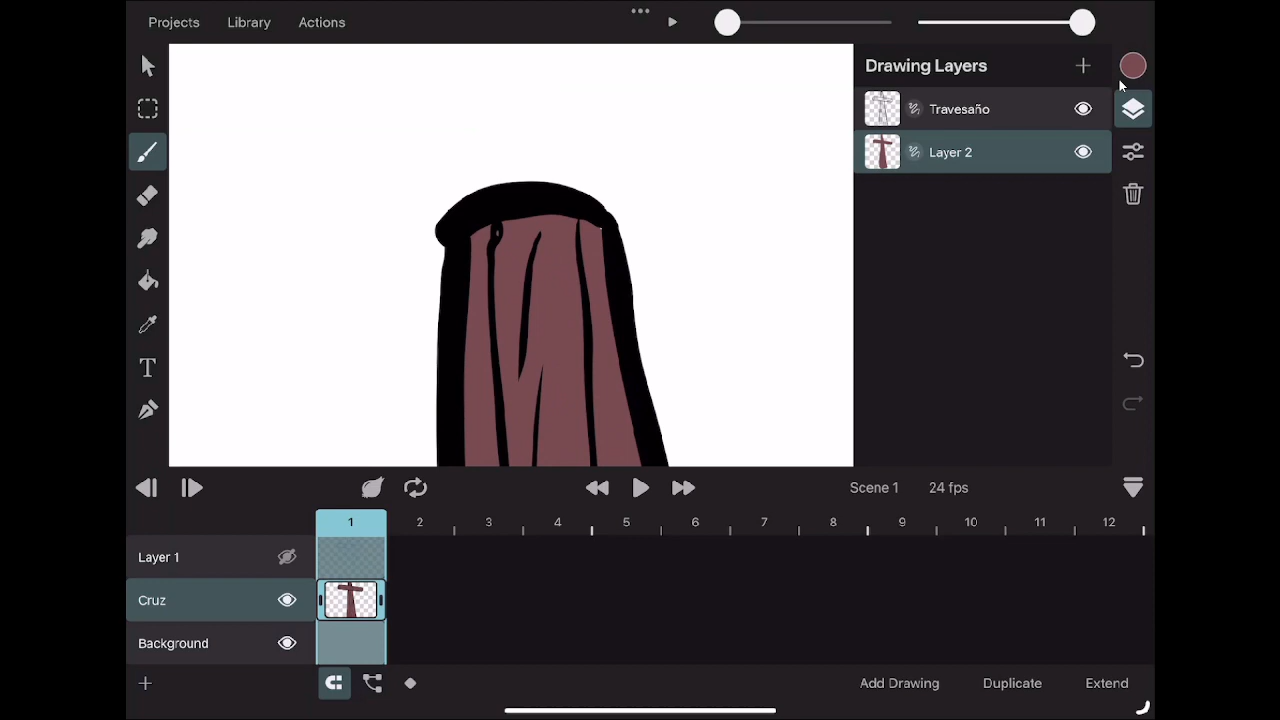 Projects Library Actions
Drawing Layers
Travesaño
Layer 2
T
Scene 1 24 fps
1 2 3 4 5 6 7 8 9 10 11 12
Layer 1
Cruz
Background
Add Drawing Duplicate Extend